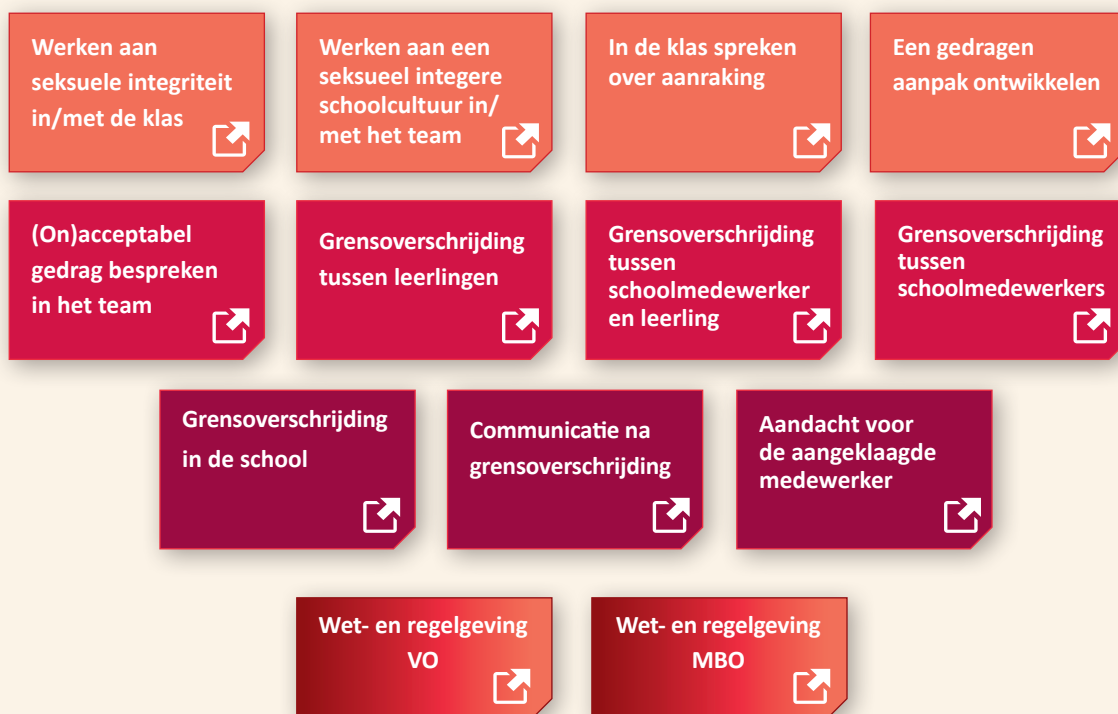 Werken aan
seksuele integriteit
in/met de klas
Werken aan een
seksueel integere
schoolcultuur in/
met het team
In de klas spreken
over aanraking
Een gedragen
aanpak ontwikkelen
(On)acceptabel
gedrag bespreken
in het team
Grensoverschrijding
tussen leerlingen
Grensoverschrijding
tussen
schoolmedewerker
en leerling
Grensoverschrijding
tussen
schoolmedewerkers
Grensoverschrijding
in de school
Communicatie na
grensoverschrijding
Aandacht voor
de aangeklaagde
medewerker
Wet- en regelgeving
VO
Wet- en regelgeving
MBO